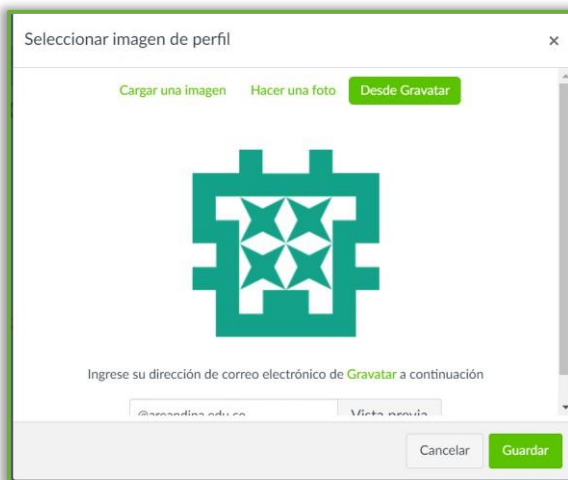 Seleccionar imagen de perfil ×
Cargar una imagen Hacer una foto Desde Gravatar
Ingrese su dirección de correo electrónico de Gravatar a continuación
@areandina.edu.co Vista previa
Cancelar Guardar